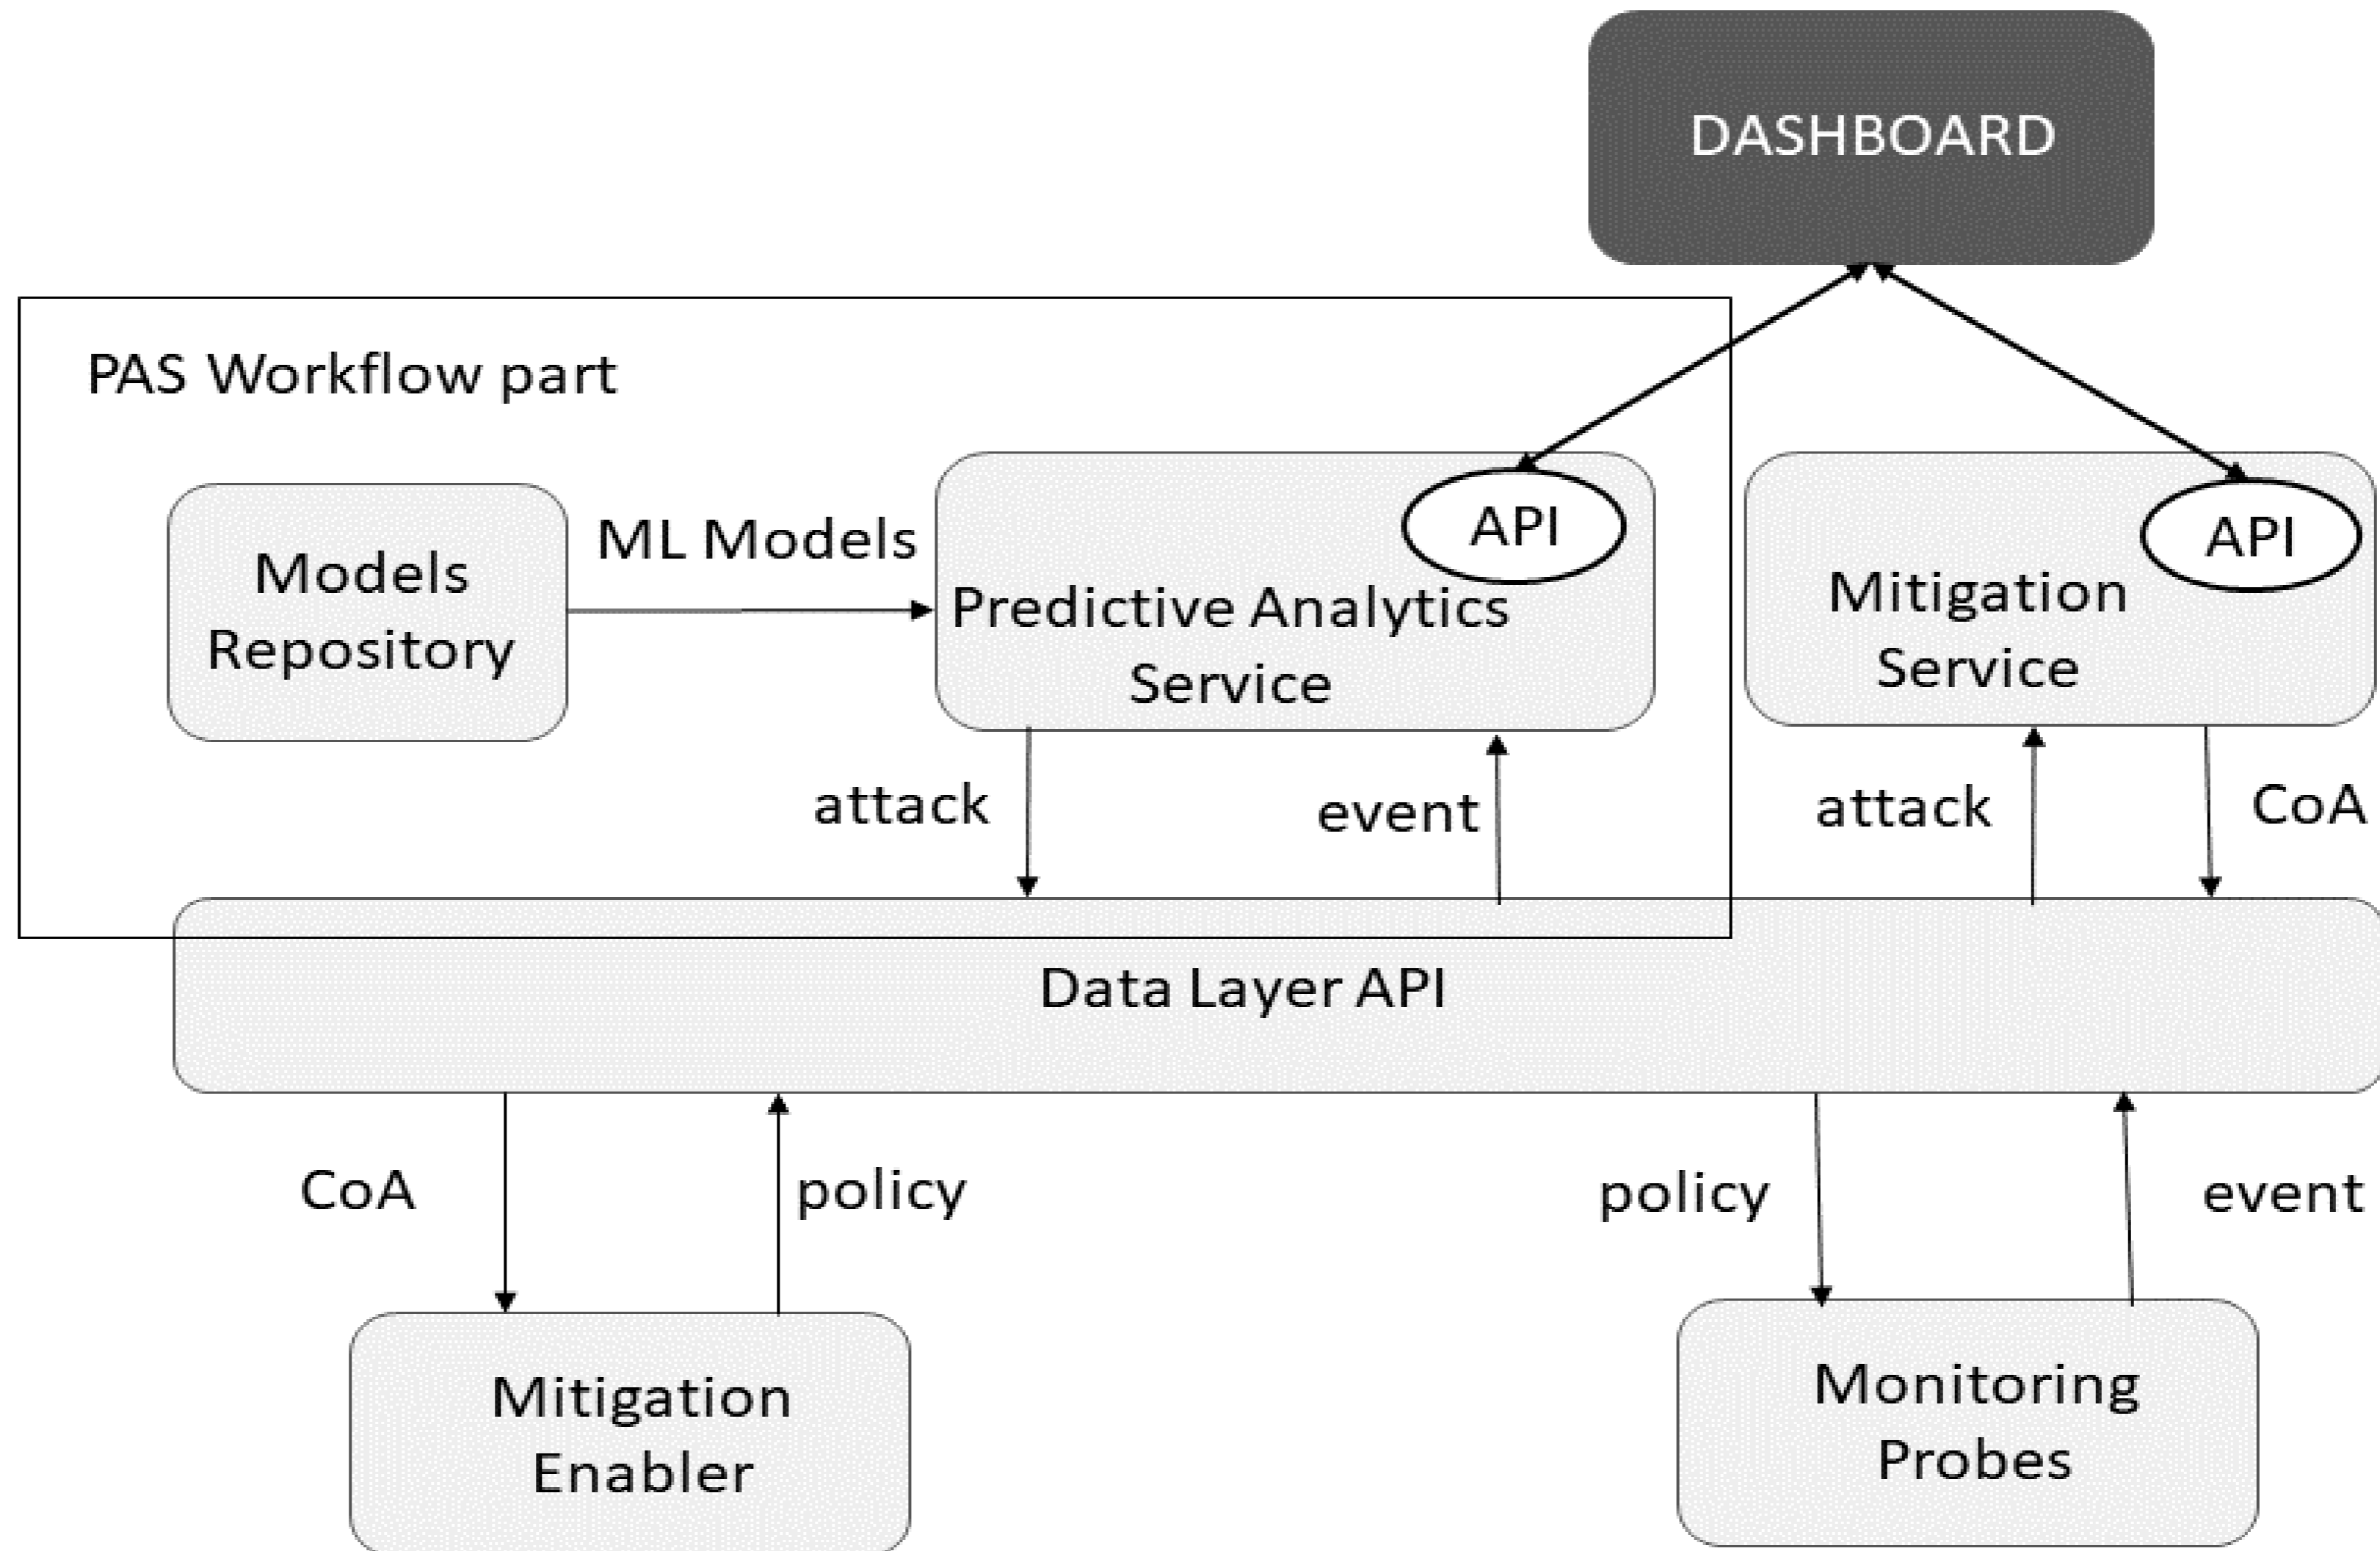 DASHBOARD
PAS Workflow part
Models
Repository
ML Models
API
Predictive Analytics
Service
API
Mitigation
Service
attack
event
attack
CoA
Data Layer API
CoA
policy
policy
event
Mitigation
Enabler
Monitoring
Probes